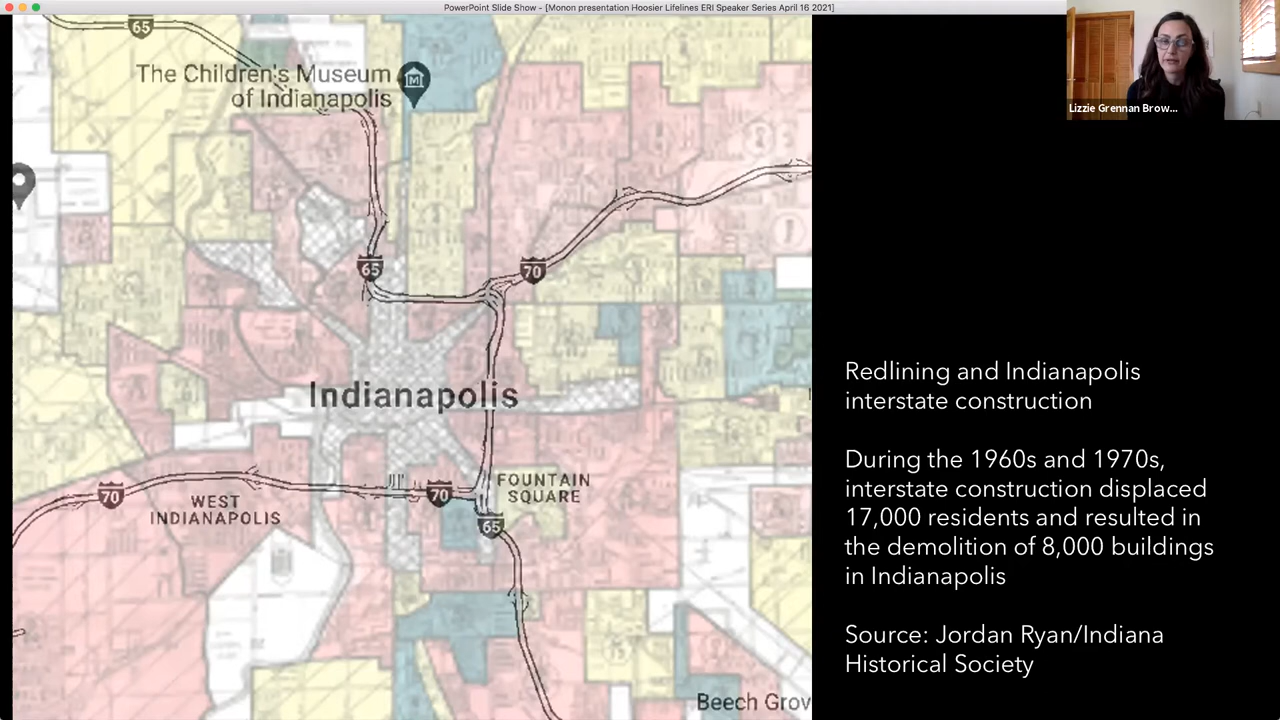 PowerPoint Slide Show - [Monon presentation Hoosier Lifelines ERI Speaker Series April 16 2021]
65
The Children's Museum
of Indianapolis
M
Lizzie Grennan Brow...
65
70
Indianapolis
70
WEST
INDIANAPOLIS
70
FOUNTAIN
SQUARE
65
Beech Grov
Redlining and Indianapolis
interstate construction
During the 1960s and 1970s,
interstate construction displaced
17,000 residents and resulted in
the demolition of 8,000 buildings
in Indianapolis
Source: Jordan Ryan/Indiana
Historical Society